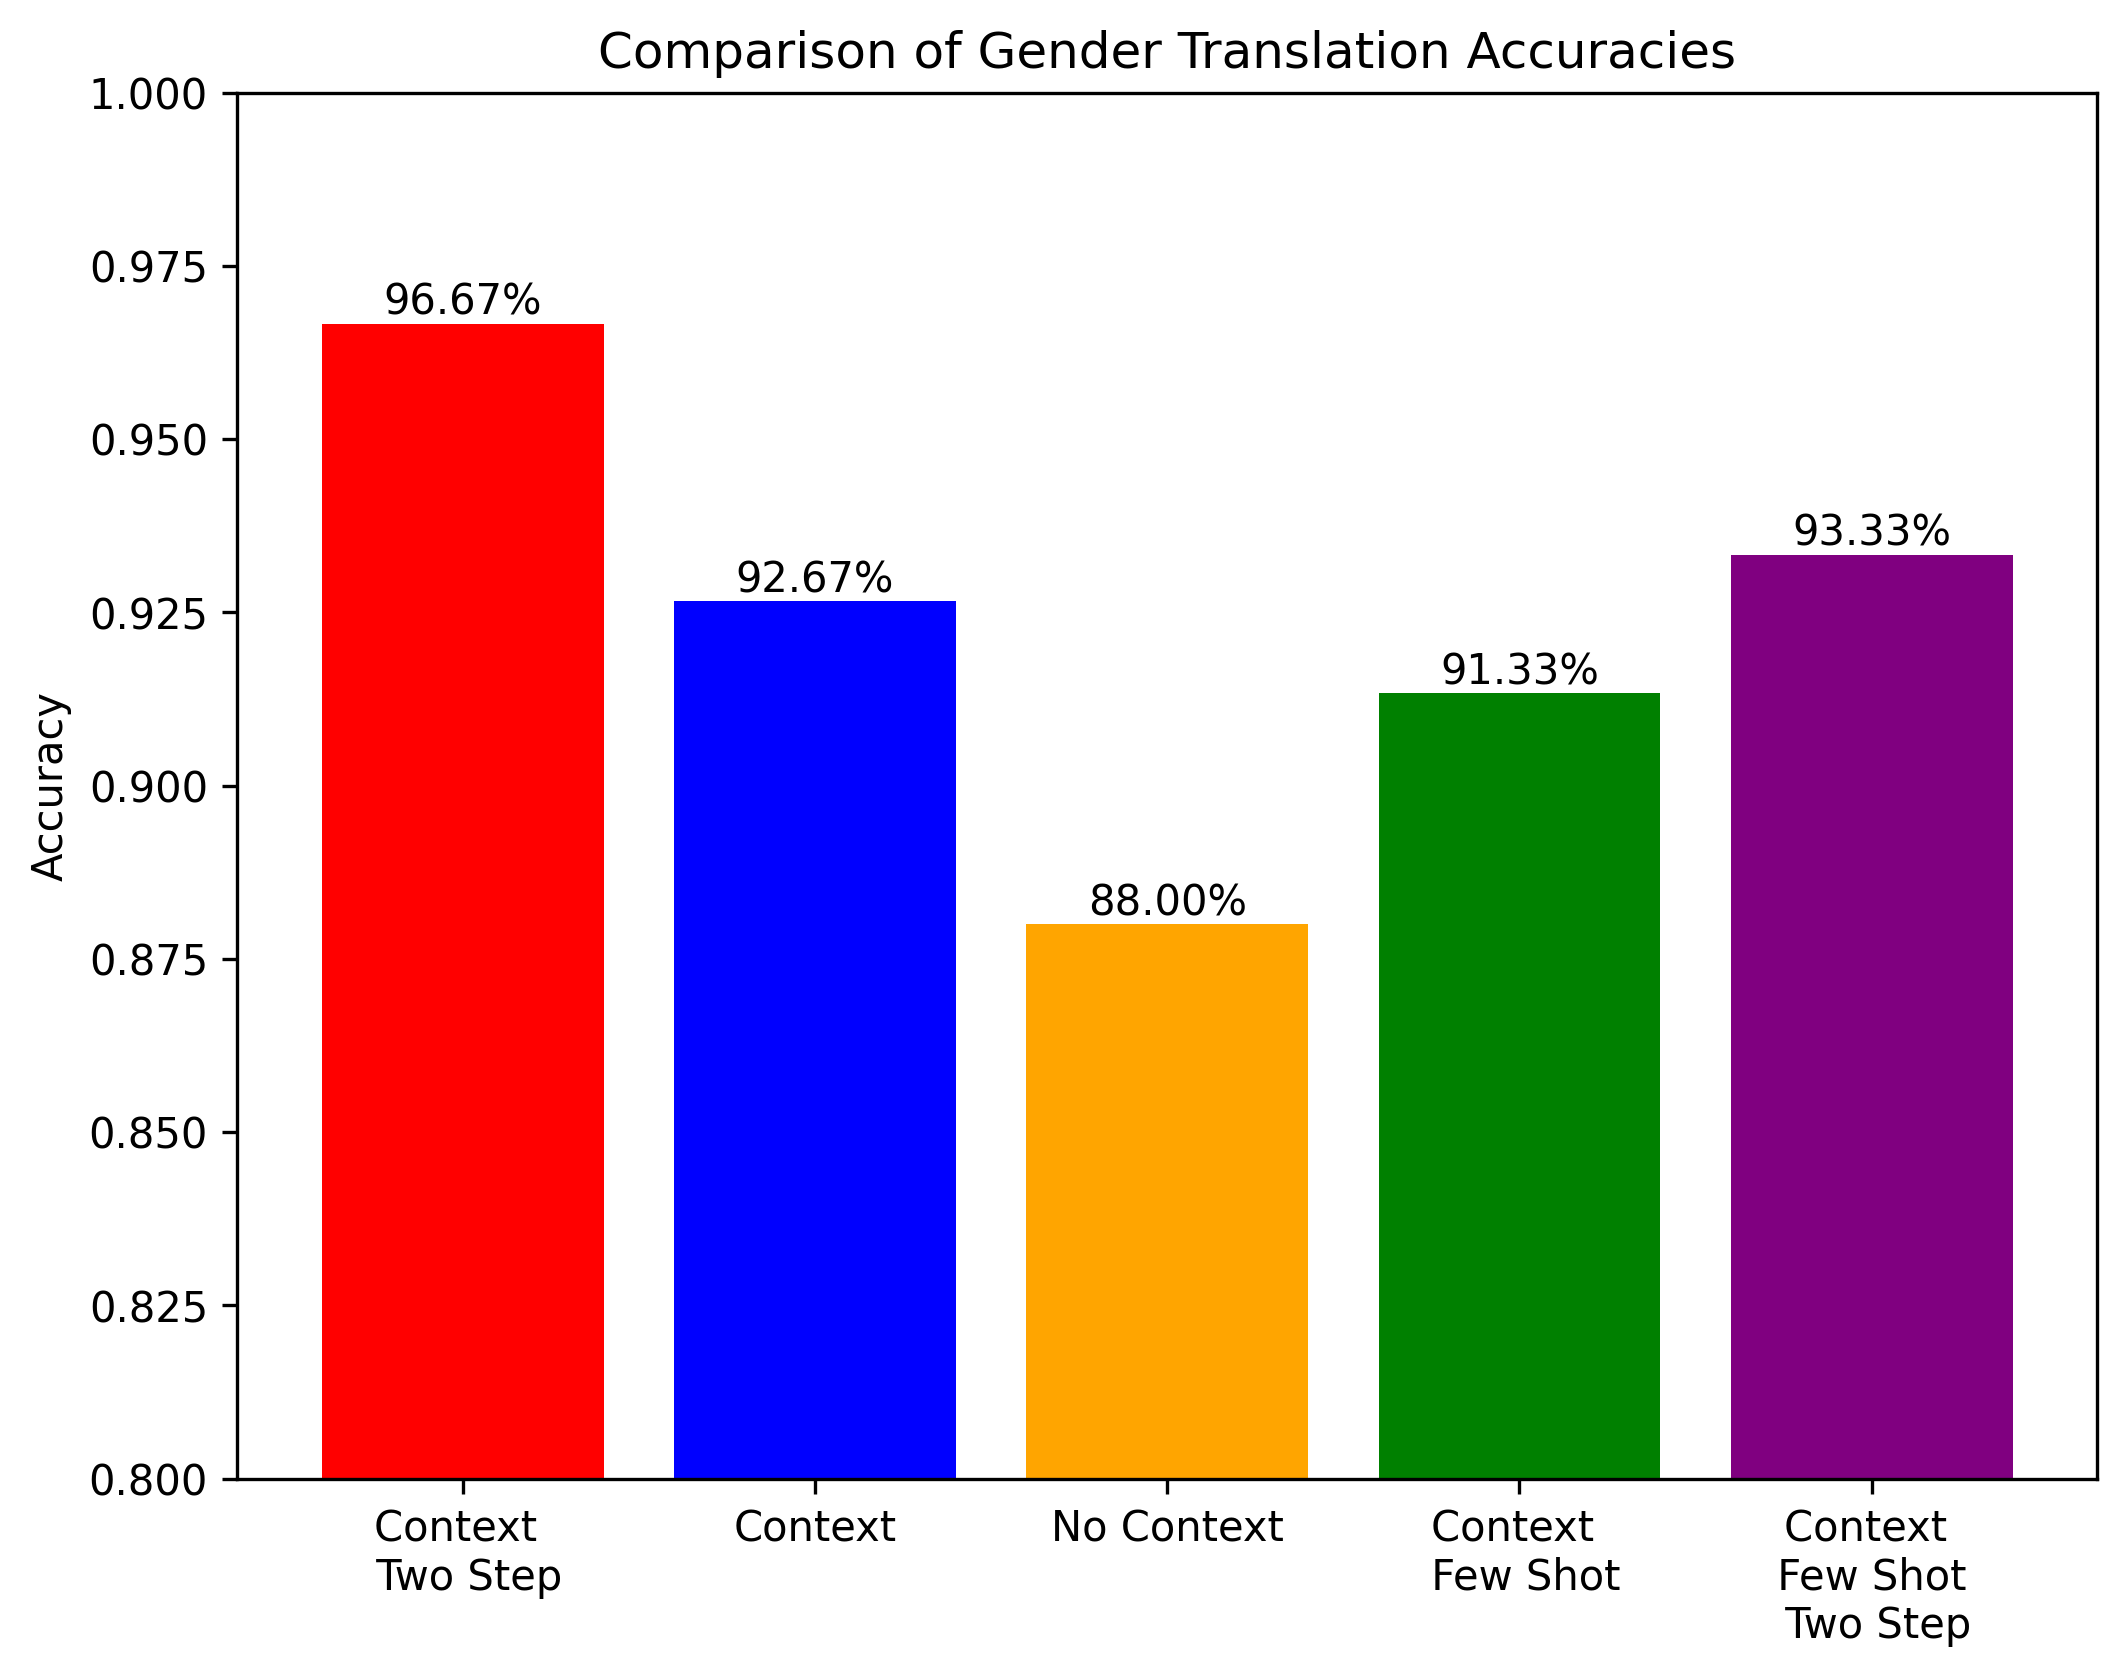 Comparison of Gender Translation Accuracies
1.000
0.975
0.950
0.925
0.900
0.875
0.850
0.825
0.800
Accuracy
96.67%
92.67%
88.00%
91.33%
93.33%
Context
Two Step
Context
No Context
Context
Few Shot
Context
Few Shot
Two Step